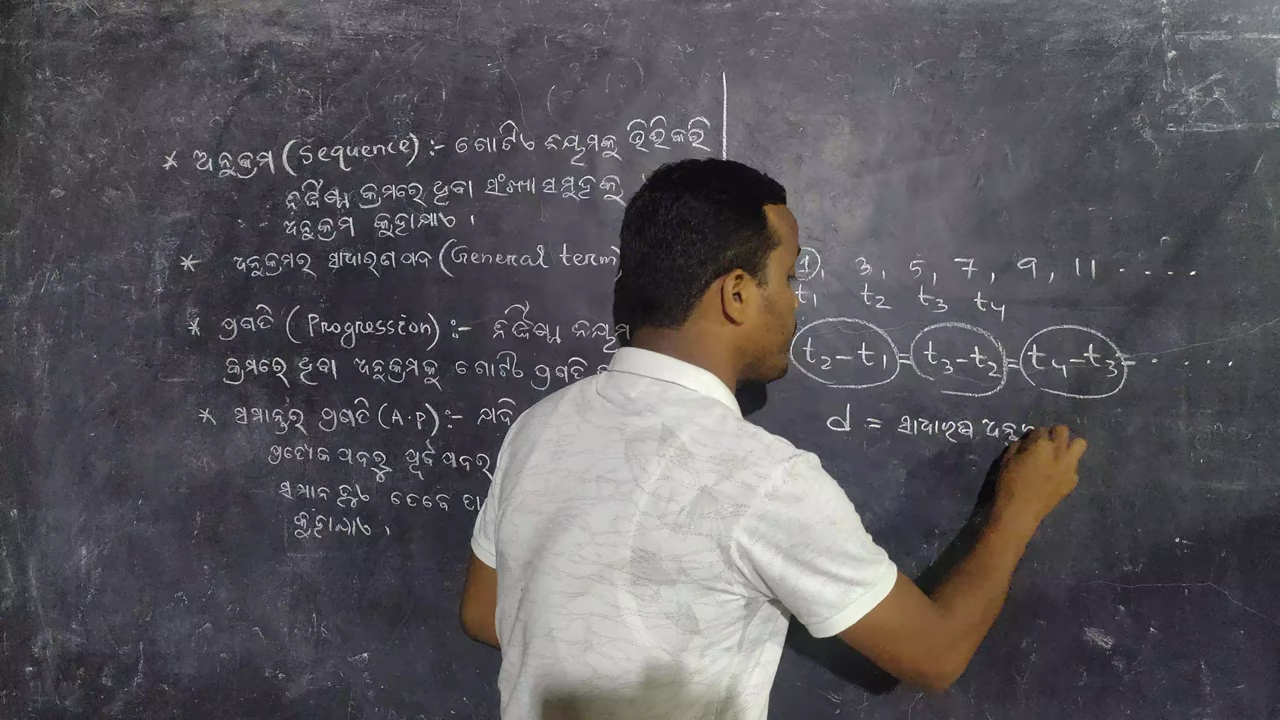 * ଅନୁକ୍ରମ (Sequence) :- ଗୋଟିଏ ନିୟମକୁ ଭିତ୍ତିକରି
ନିର୍ଦ୍ଦିଷ୍ଟ କ୍ରମରେ ଥିବା ସଂଖ୍ୟା ସମୂହକୁ
ଅନୁକ୍ରମ କୁହାଯାଏ ।
* ଅନୁକ୍ରମର ସାଧାରଣ ପଦ (General term)
* ପ୍ରଗତି (Progression) :- ନିର୍ଦ୍ଦିଷ୍ଟ ନିୟମ
କ୍ରମରେ ଥିବା ଅନୁକ୍ରମକୁ ଗୋଟିଏ ପ୍ରଗତି
* ସମାନ୍ତର ପ୍ରଗତି (A.P) :- ଯଦି
ପ୍ରତ୍ୟେକ ପଦରୁ ପୂର୍ବ ପଦର
ସମାନ ହୁଏ ତେବେ
କୁହାଯାଏ ।
1, 3, 5, 7, 9, 11 .....
t₁ t₂ t₃ t₄
t₂-t₁ = t₃-t₂ = t₄-t₃ = .....
d = ସାଧାରଣ